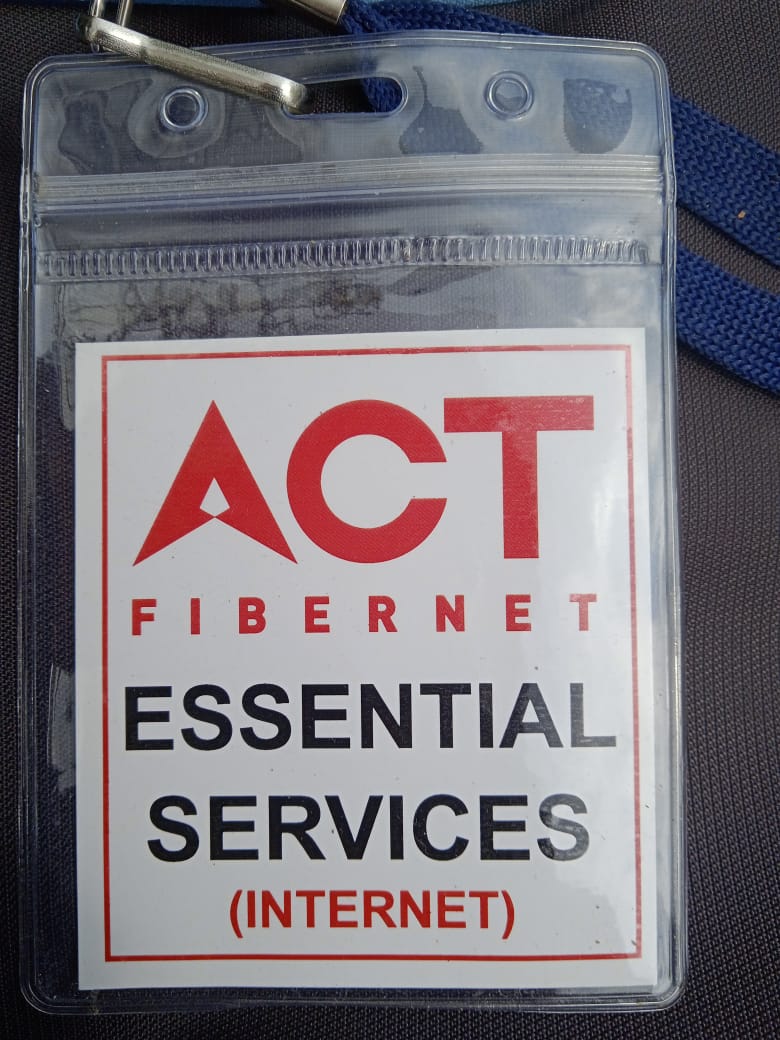 ACT
FIBERNET
ESSENTIAL
SERVICES
(INTERNET)